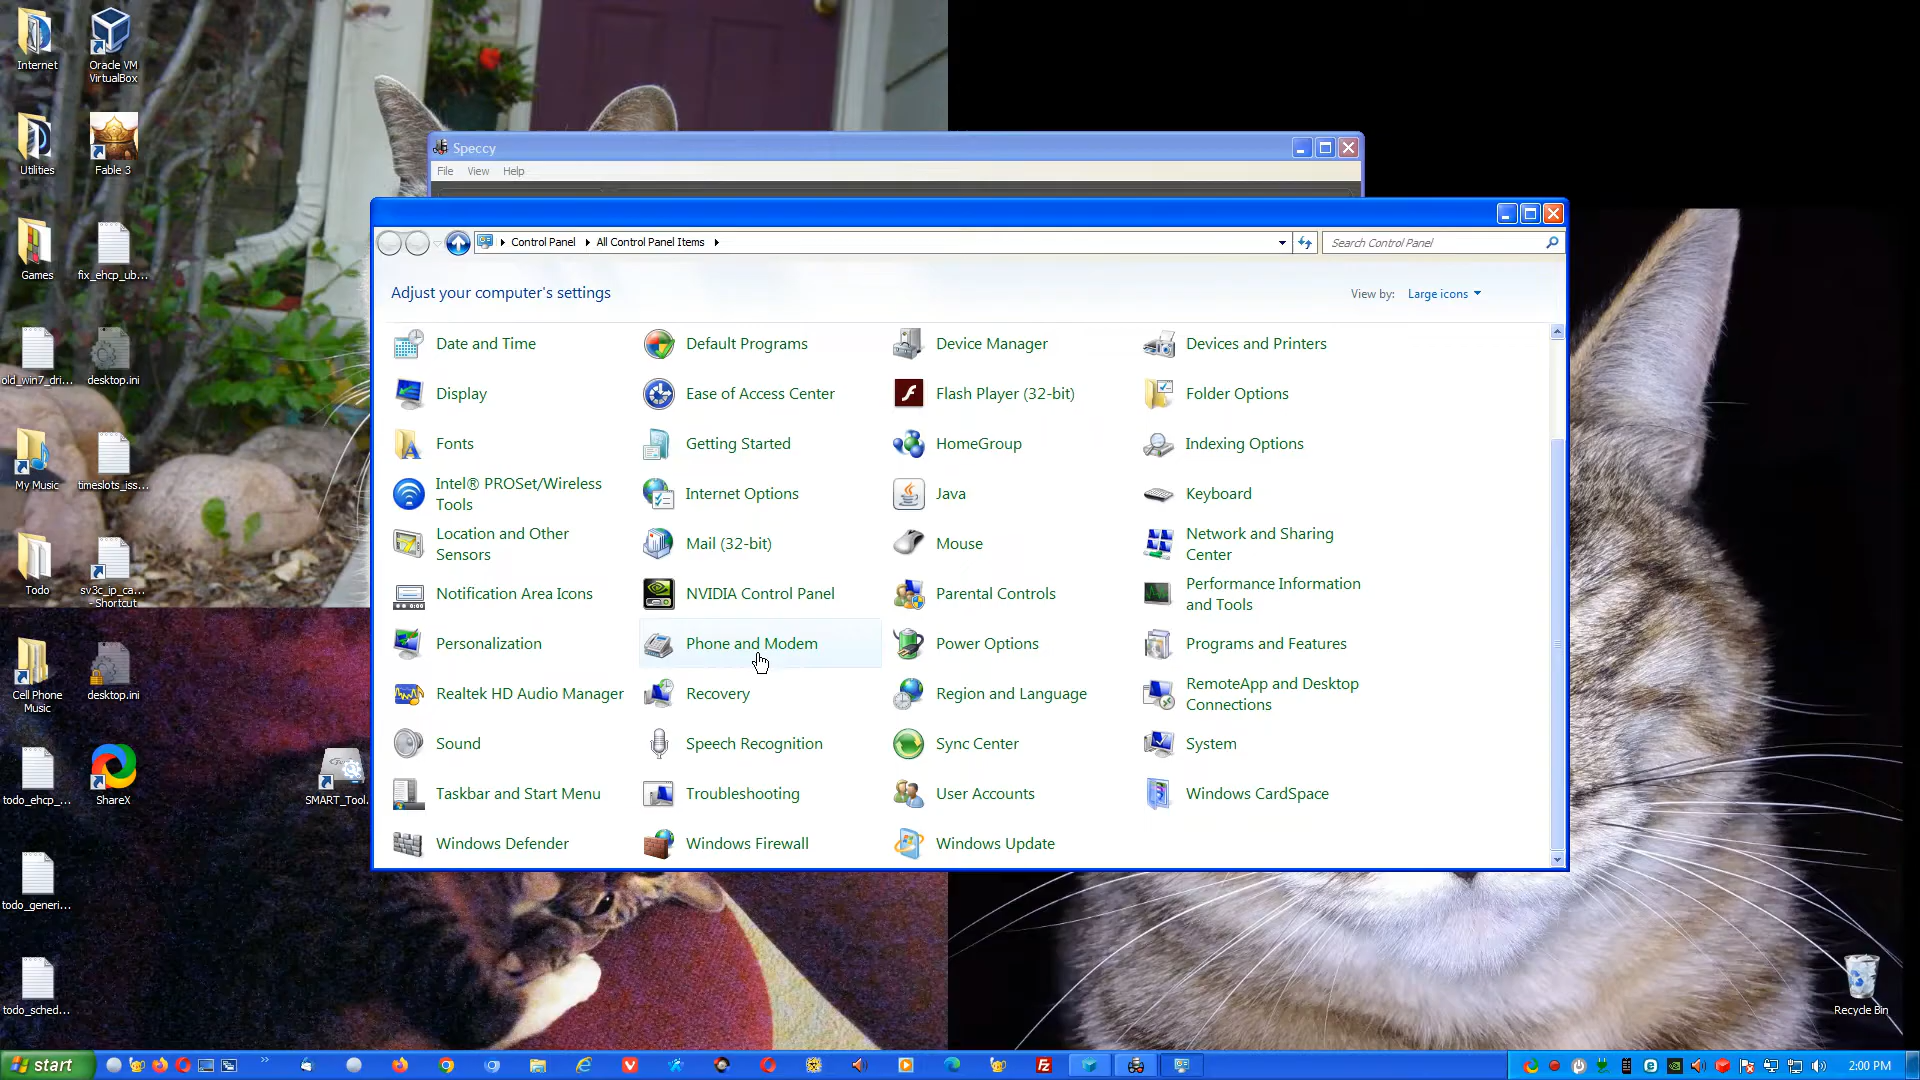 Internet
Oracle VM
VirtualBox
Utilities
Fable 3
Games
fix_ehcp_ub...
old_win7_dri...
desktop.ini
My Music
timeslots_iss...
Todo
sv3c_ip_ca...
- Shortcut
Cell Phone
Music
desktop.ini
todo_ehcp_...
ShareX
SMART_Tool.
todo_generi...
todo_sched...
Recycle Bin
Speccy
File View Help
Control Panel All Control Panel Items
Search Control Panel
Adjust your computer's settings
View by: Large icons
Date and Time
Default Programs
Device Manager
Devices and Printers
Display
Ease of Access Center
Flash Player (32-bit)
Folder Options
Fonts
Getting Started
HomeGroup
Indexing Options
Intel® PROSet/Wireless
Tools
Internet Options
Java
Keyboard
Location and Other
Sensors
Mail (32-bit)
Mouse
Network and Sharing
Center
Notification Area Icons
NVIDIA Control Panel
Parental Controls
Performance Information
and Tools
Personalization
Phone and Modem
Power Options
Programs and Features
Realtek HD Audio Manager
Recovery
Region and Language
RemoteApp and Desktop
Connections
Sound
Speech Recognition
Sync Center
System
Taskbar and Start Menu
Troubleshooting
User Accounts
Windows CardSpace
Windows Defender
Windows Firewall
Windows Update
start
2:00 PM